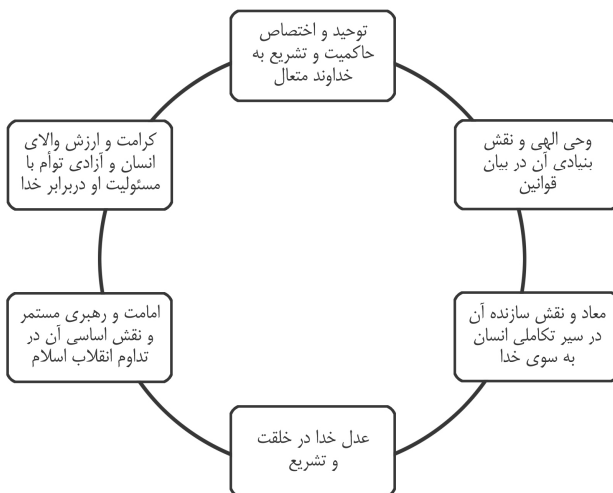 توحید و اختصاص
حاکمیت و تشریع به
خداوند متعال
وحی الهی و نقش
بنیادی آن در بیان
قوانین
معاد و نقش سازنده آن
در سیر تکاملی انسان
به سوی خدا
عدل خدا در خلقت
و تشریع
امامت و رهبری مستمر
و نقش اساسی آن در
تداوم انقلاب اسلام
کرامت و ارزش والای
انسان و آزادی توأم با
مسئولیت او دربرابر خدا